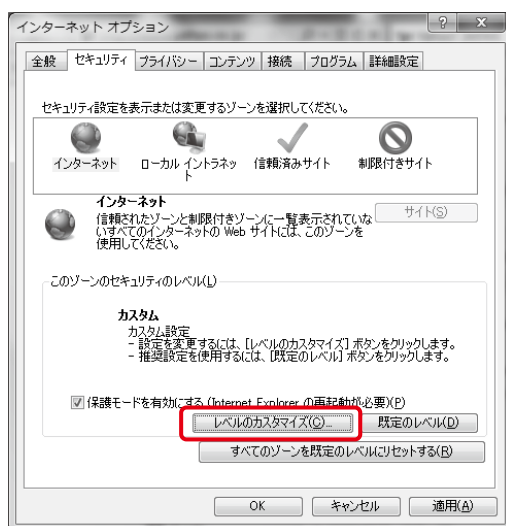 インターネット オプション
全般 セキュリティ プライバシー コンテンツ 接続 プログラム 詳細設定
セキュリティ設定を表示または変更するゾーンを選択してください。
インターネット ローカル イントラネッ 信頼済みサイト 制限付きサイト
ト
インターネット
信頼されたゾーンと制限付きゾーンに一覧表示されていな
いすべてのインターネットの Web サイトには、このゾーンを
使用してください。
サイト(S)
このゾーンのセキュリティのレベル(L)
カスタム
カスタム設定
- 設定を変更するには、[レベルのカスタマイズ] ボタンをクリックします。
- 推奨設定を使用するには、[既定のレベル] ボタンをクリックします。
保護モードを有効にする (Internet Explorer の再起動が必要)(P)
レベルのカスタマイズ(C)... 既定のレベル(D)
すべてのゾーンを既定のレベルにリセットする(R)
OK キャンセル 適用(A)